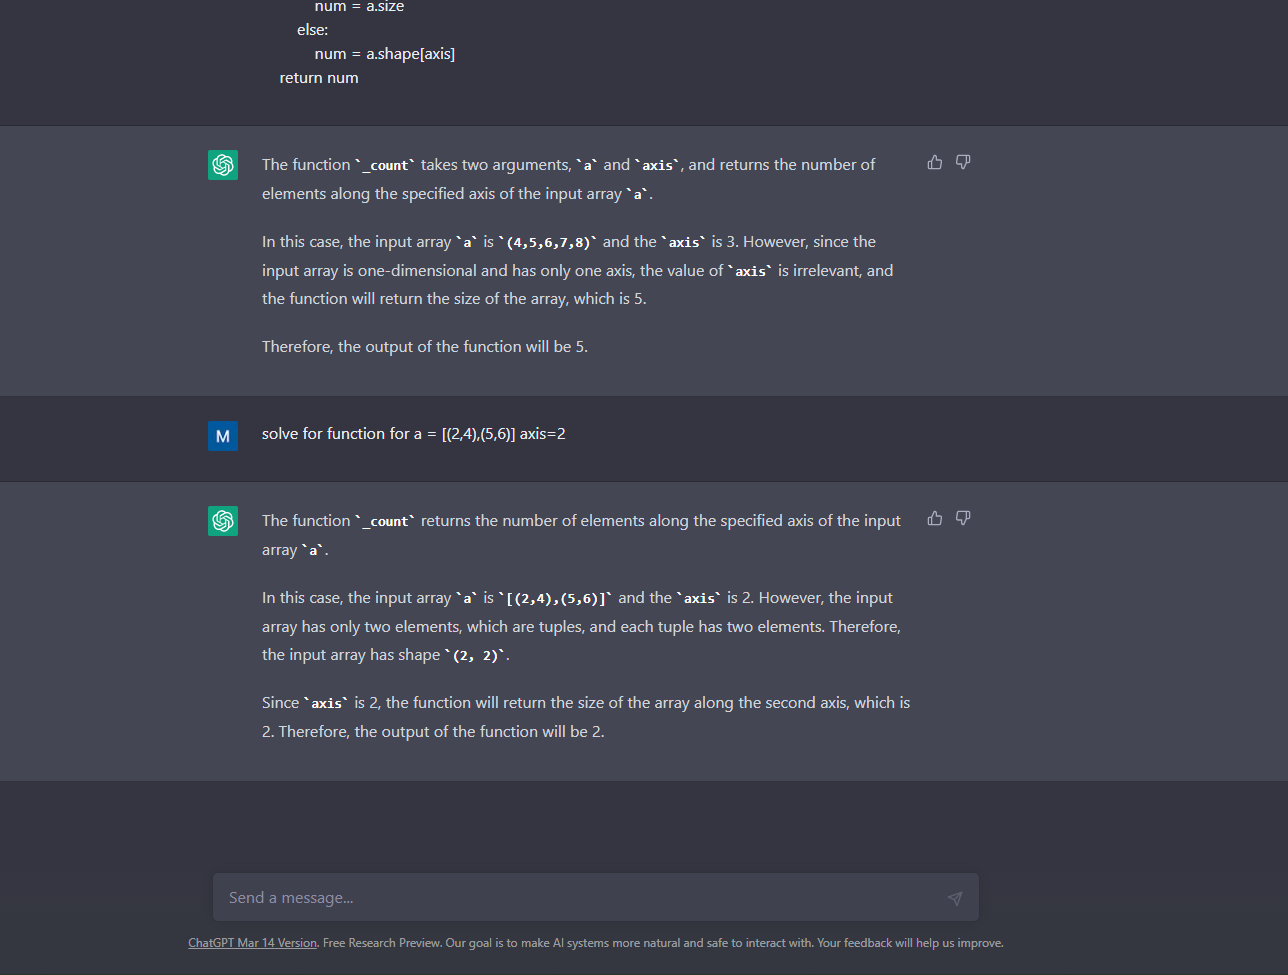 num = a.size
else:
num = a.shape[axis]
return num
The function `_count` takes two arguments, `a` and `axis`, and returns the number of
elements along the specified axis of the input array `a`.
In this case, the input array `a` is `(4,5,6,7,8)` and the `axis` is 3. However, since the
input array is one-dimensional and has only one axis, the value of `axis` is irrelevant, and
the function will return the size of the array, which is 5.
Therefore, the output of the function will be 5.
M
solve for function for a = [(2,4),(5,6)] axis=2
The function `_count` returns the number of elements along the specified axis of the input
array `a`.
In this case, the input array `a` is `[(2,4),(5,6)]` and the `axis` is 2. However, the input
array has only two elements, which are tuples, and each tuple has two elements. Therefore,
the input array has shape `(2, 2)`.
Since `axis` is 2, the function will return the size of the array along the second axis, which is
2. Therefore, the output of the function will be 2.
Send a message...
ChatGPT Mar 14 Version. Free Research Preview. Our goal is to make AI systems more natural and safe to interact with. Your feedback will help us improve.